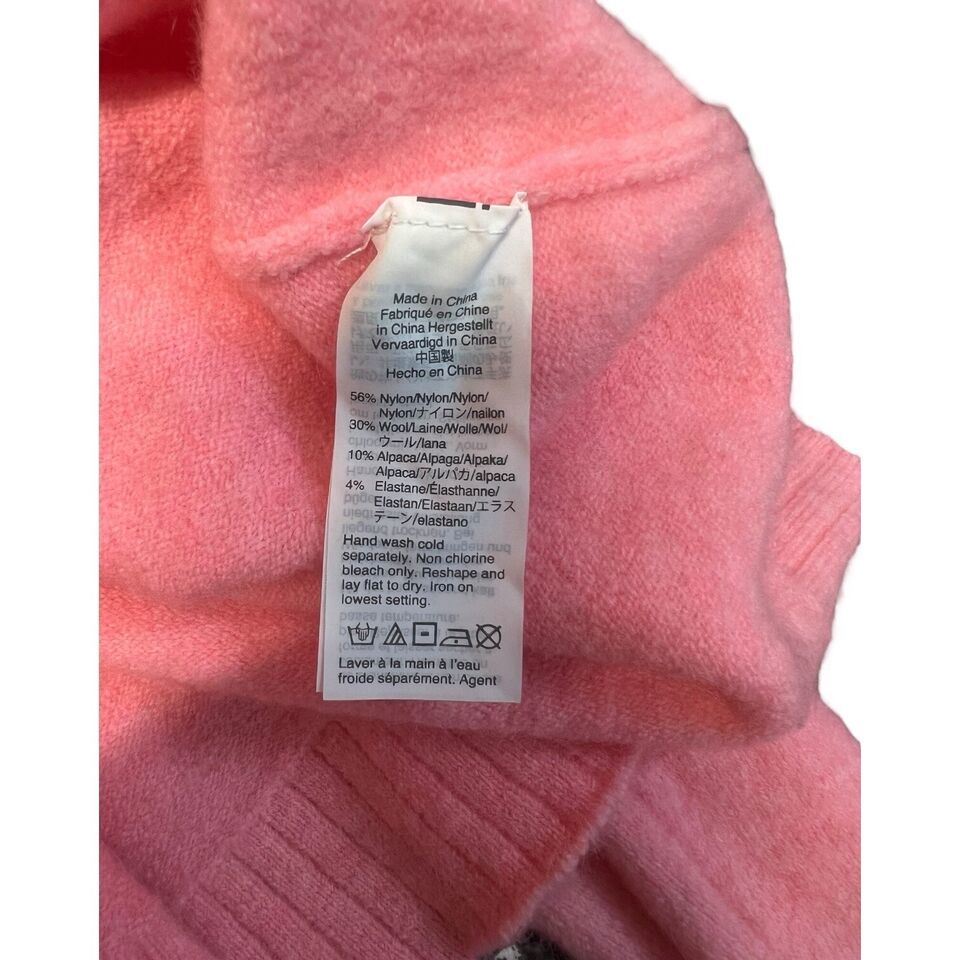 Made in China
Fabriqué en Chine
in China Hergestellt
Vervaardigd in China
中国製
Hecho en China
56% Nylon/Nylon/Nylon/
Nylon/ナイロン/nailon
30% Wool/Laine/Wolle/Wol/
ウール/lana
10% Alpaca/Alpaga/Alpaka/
Alpaca/アルパカ/alpaca
4% Elastane/Élasthanne/
Elastan/Elastaan/エラス
テーン/elastano
Hand wash cold
separately. Non chlorine
bleach only. Reshape and
lay flat to dry. Iron on
lowest setting.
Laver à la main à l'eau
froide séparément. Agent